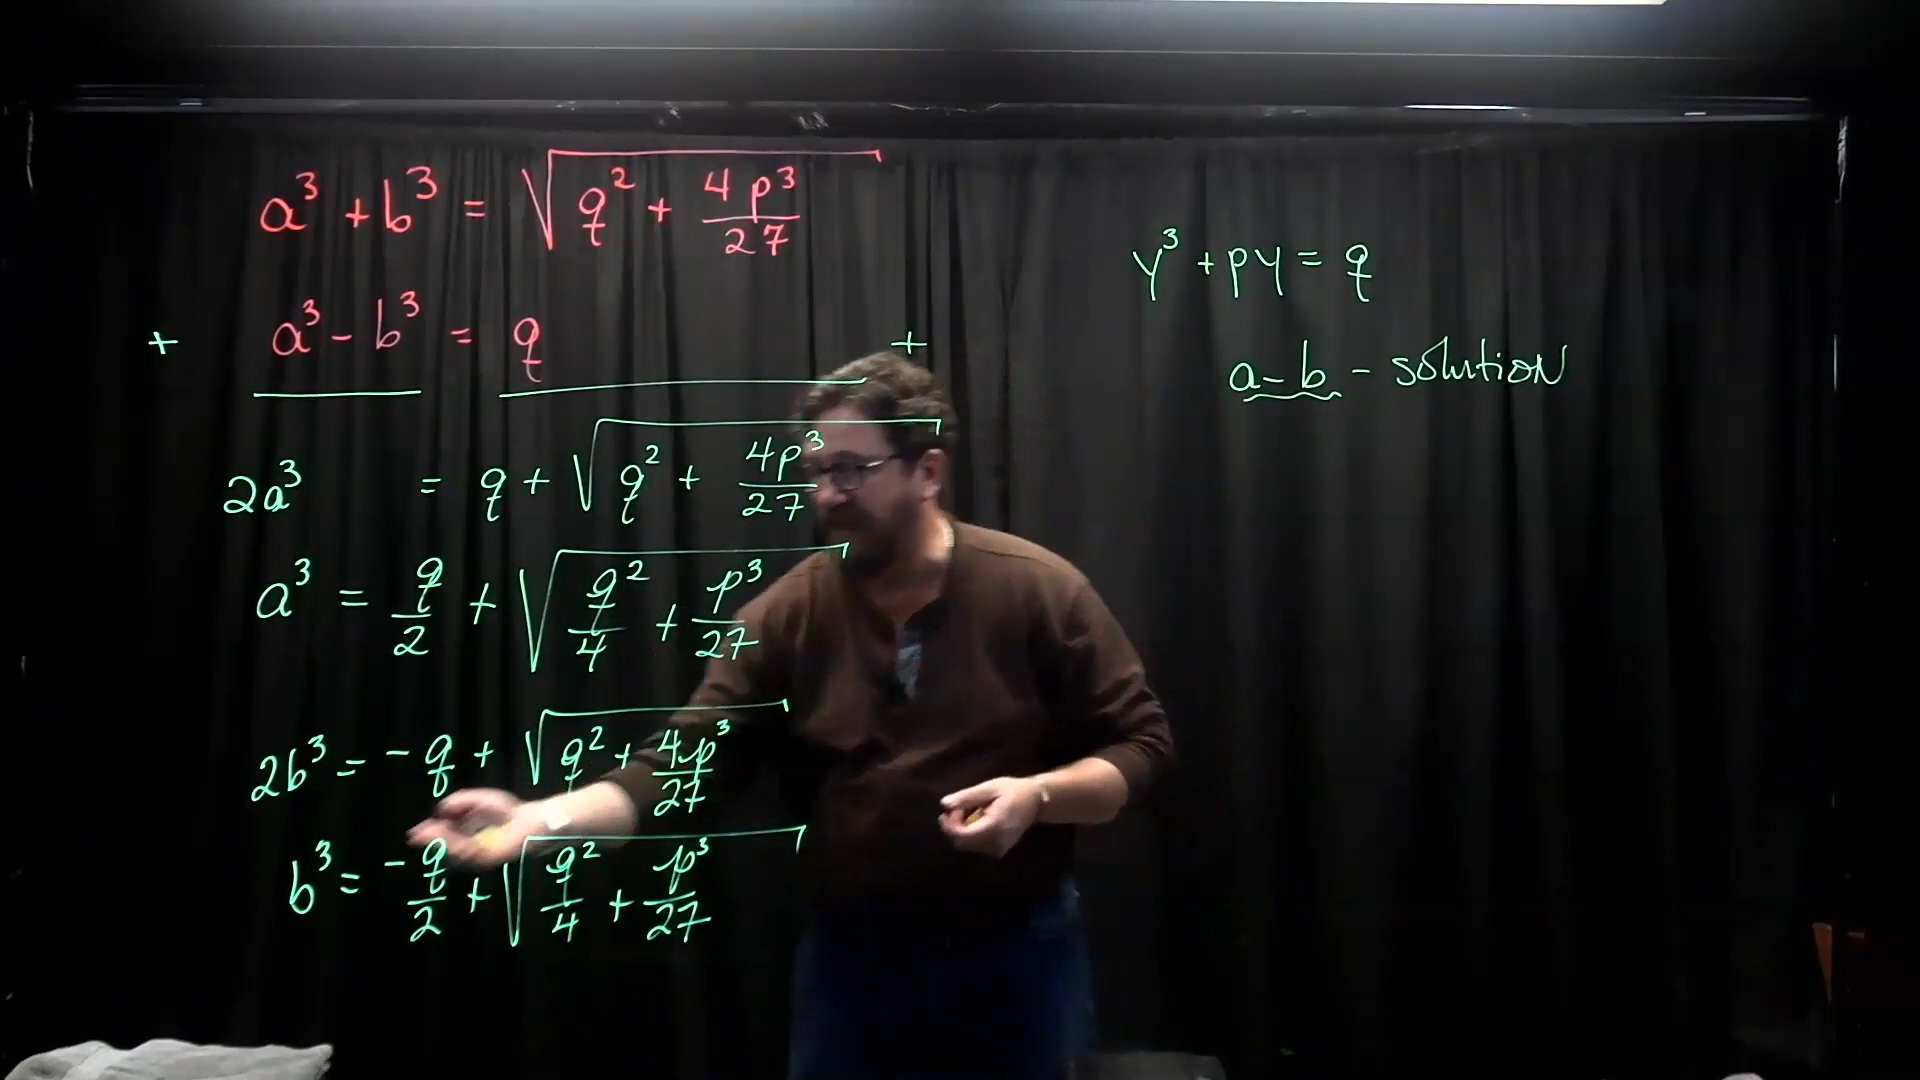 a³ + b³ = √(q² + 4p³/27)
+ a³ - b³ = q +
2a³ = q + √(q² + 4p³/27)
a³ = q/2 + √(q²/4 + p³/27)
2b³ = -q + √(q² + 4p³/27)
b³ = -q/2 + √(q²/4 + p³/27)
y³ + py = q
a - b - solution